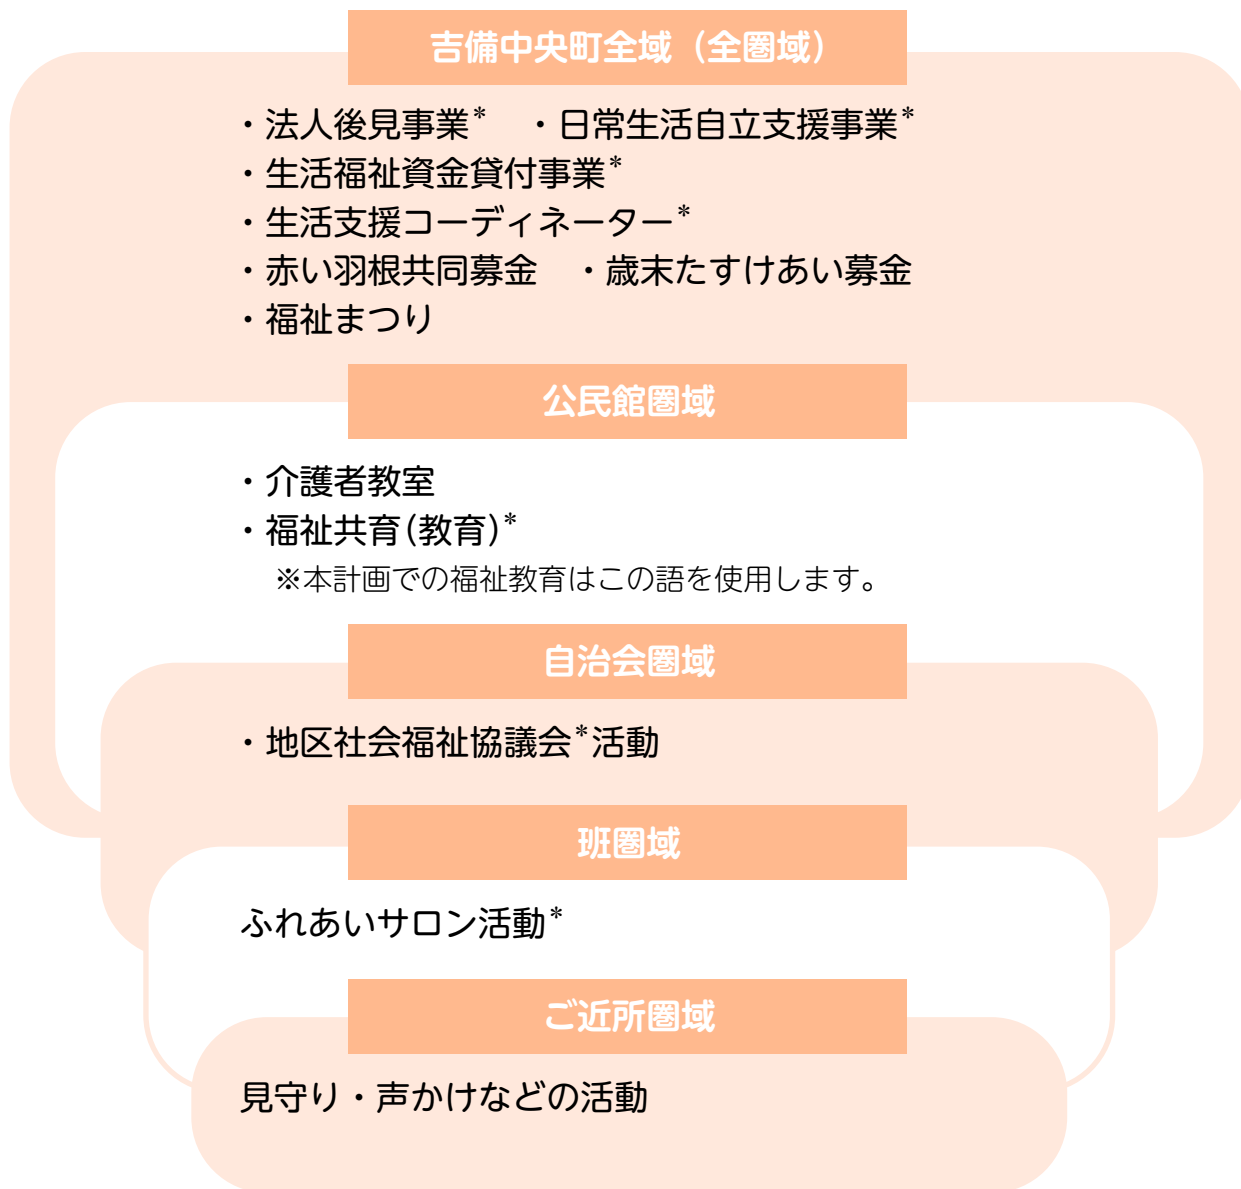 吉備中央町全域（全圏域）
・法人後見事業* ・日常生活自立支援事業*
・生活福祉資金貸付事業*
・生活支援コーディネーター*
・赤い羽根共同募金 ・歳末たすけあい募金
・福祉まつり
公民館圏域
・介護者教室
・福祉共育(教育)*
※本計画での福祉教育はこの語を使用します。
自治会圏域
・地区社会福祉協議会*活動
班圏域
ふれあいサロン活動*
ご近所圏域
見守り・声かけなどの活動